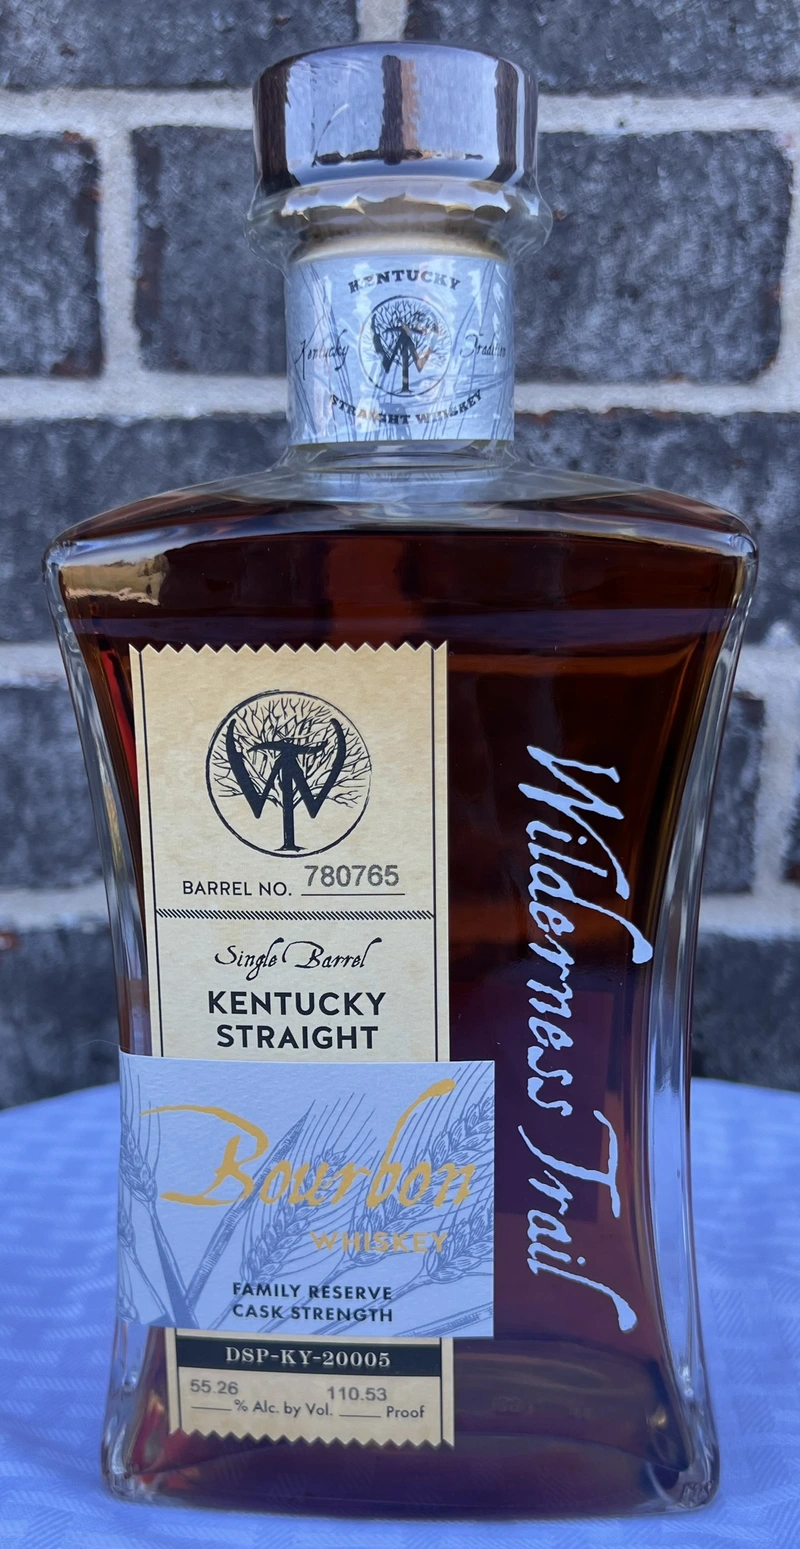 KENTUCKY
Kentucky Tradition
STRAIGHT WHISKEY
WT
BARREL NO. 780765
Single Barrel
KENTUCKY
STRAIGHT
Bourbon
WHISKEY
FAMILY RESERVE
CASK STRENGTH
DSP-KY-20005
55.26 % Alc. by Vol. 110.53 Proof
Wilderness Trail